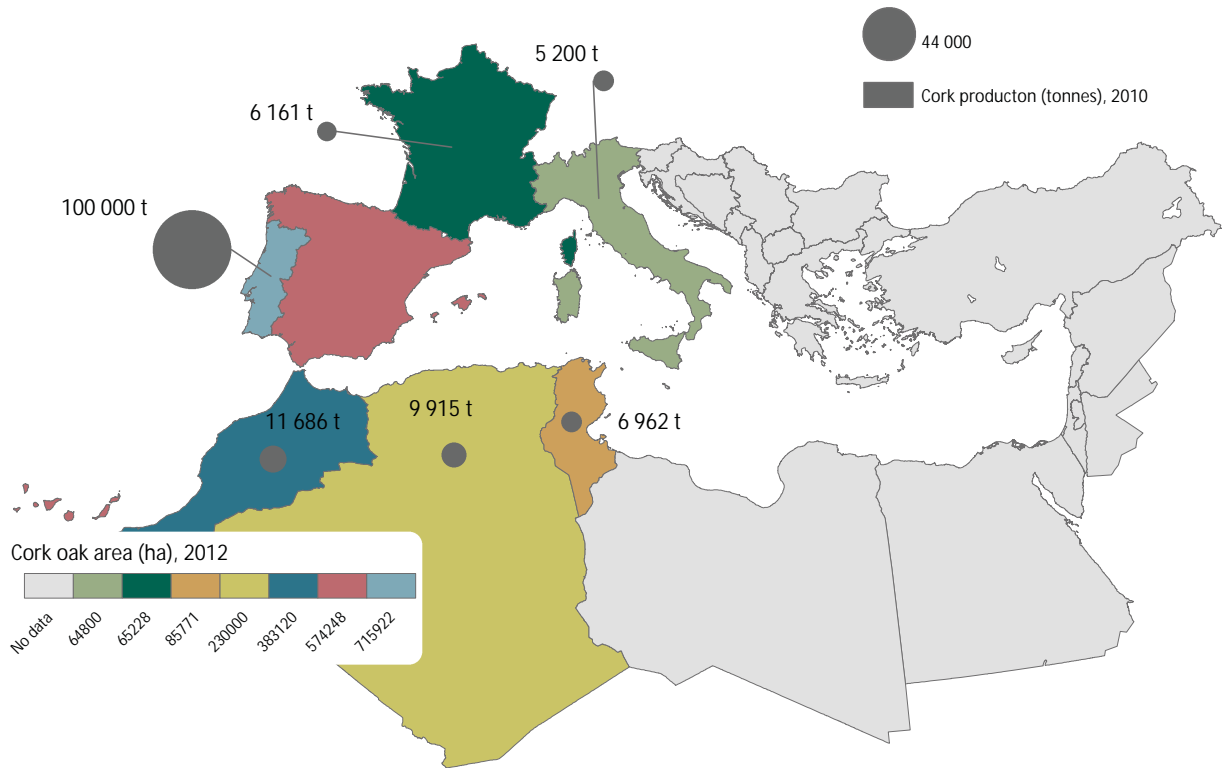 5 200 t
44 000
Cork producton (tonnes), 2010
6 161 t
100 000 t
11 686 t
9 915 t
6 962 t
Cork oak area (ha), 2012
No data
64800
65228
85771
230000
383120
574248
715922